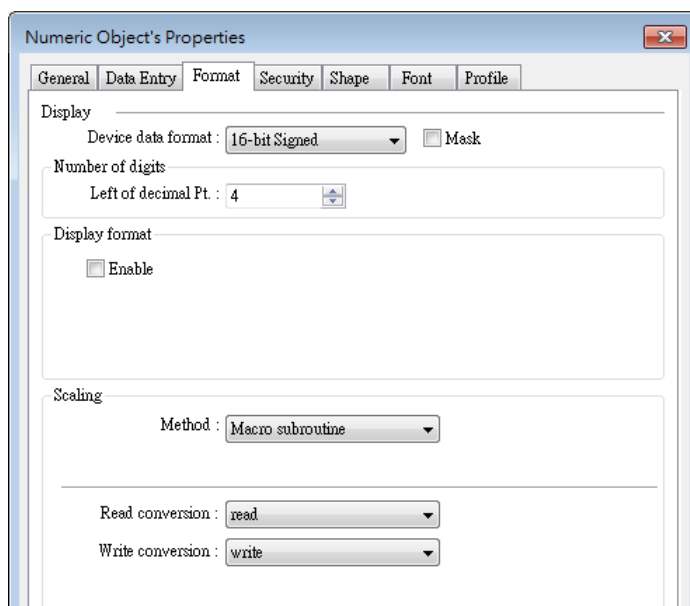 Numeric Object's Properties
General Data Entry Format Security Shape Font Profile
Display
Device data format : 16-bit Signed Mask
Number of digits
Left of decimal Pt. : 4
Display format
Enable
Scaling
Method : Macro subroutine
Read conversion : read
Write conversion : write